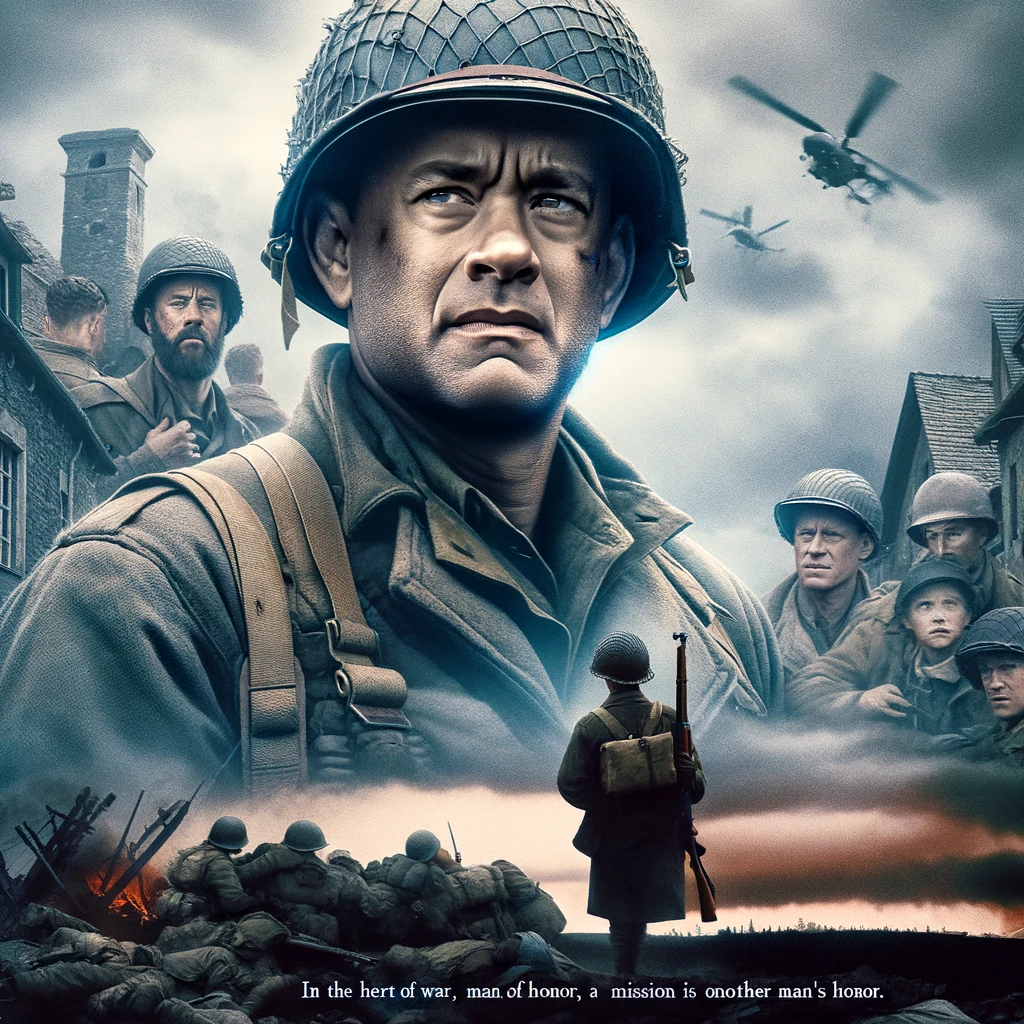 In the hert of war, man of honor, a mission is onother man's honor.